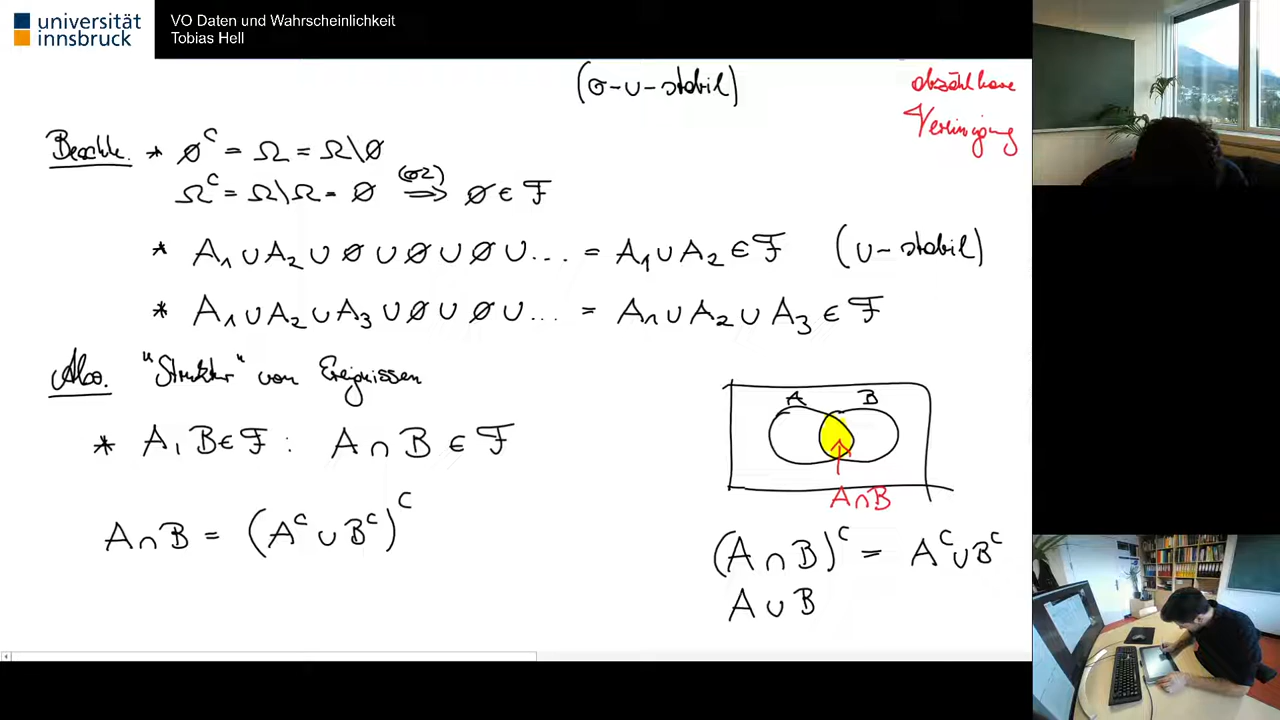 universität
innsbruck
VO Daten und Wahrscheinlichkeit
Tobias Hell
(σ-∪-stabil)
abzählbare
Vereinigung
Beachte. * ∅^C = Ω = Ω\∅
Ω^C = Ω\Ω = ∅ (σ2) ⟹ ∅ ∈ F
* A₁ ∪ A₂ ∪ ∅ ∪ ∅ ∪ ∅ ∪ ... = A₁ ∪ A₂ ∈ F (∪-stabil)
* A₁ ∪ A₂ ∪ A₃ ∪ ∅ ∪ ∅ ∪ ... = A₁ ∪ A₂ ∪ A₃ ∈ F
Also. "Struktur" von Ereignissen
* A, B ∈ F : A ∩ B ∈ F
A B
A∩B
A∩B = (A^C ∪ B^C)^C
(A ∩ B)^C = A^C ∪ B^C
A ∪ B